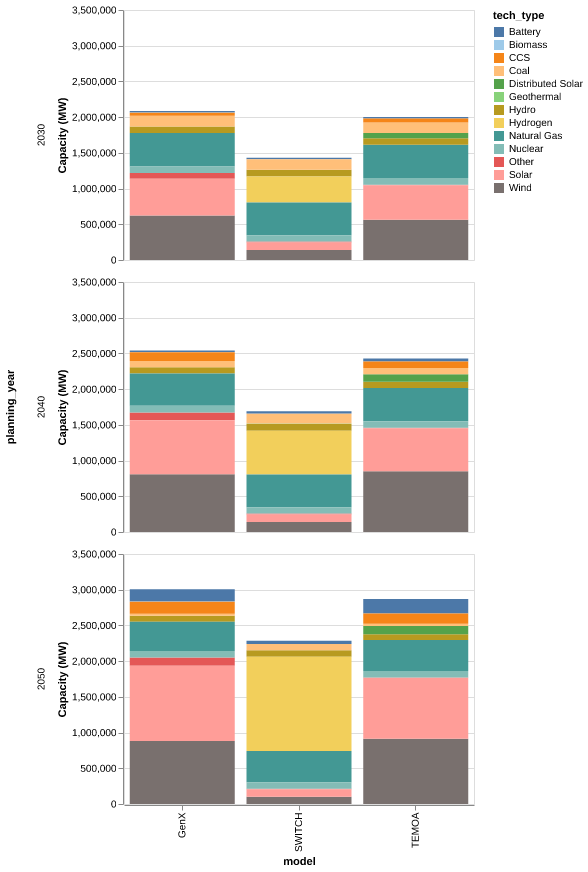 tech_type
Battery
Biomass
CCS
Coal
Distributed Solar
Geothermal
Hydro
Hydrogen
Natural Gas
Nuclear
Other
Solar
Wind
planning_year
2030
Capacity (MW)
3,500,000
3,000,000
2,500,000
2,000,000
1,500,000
1,000,000
500,000
0
2040
Capacity (MW)
3,500,000
3,000,000
2,500,000
2,000,000
1,500,000
1,000,000
500,000
0
2050
Capacity (MW)
3,500,000
3,000,000
2,500,000
2,000,000
1,500,000
1,000,000
500,000
0
GenX
SWITCH
TEMOA
model